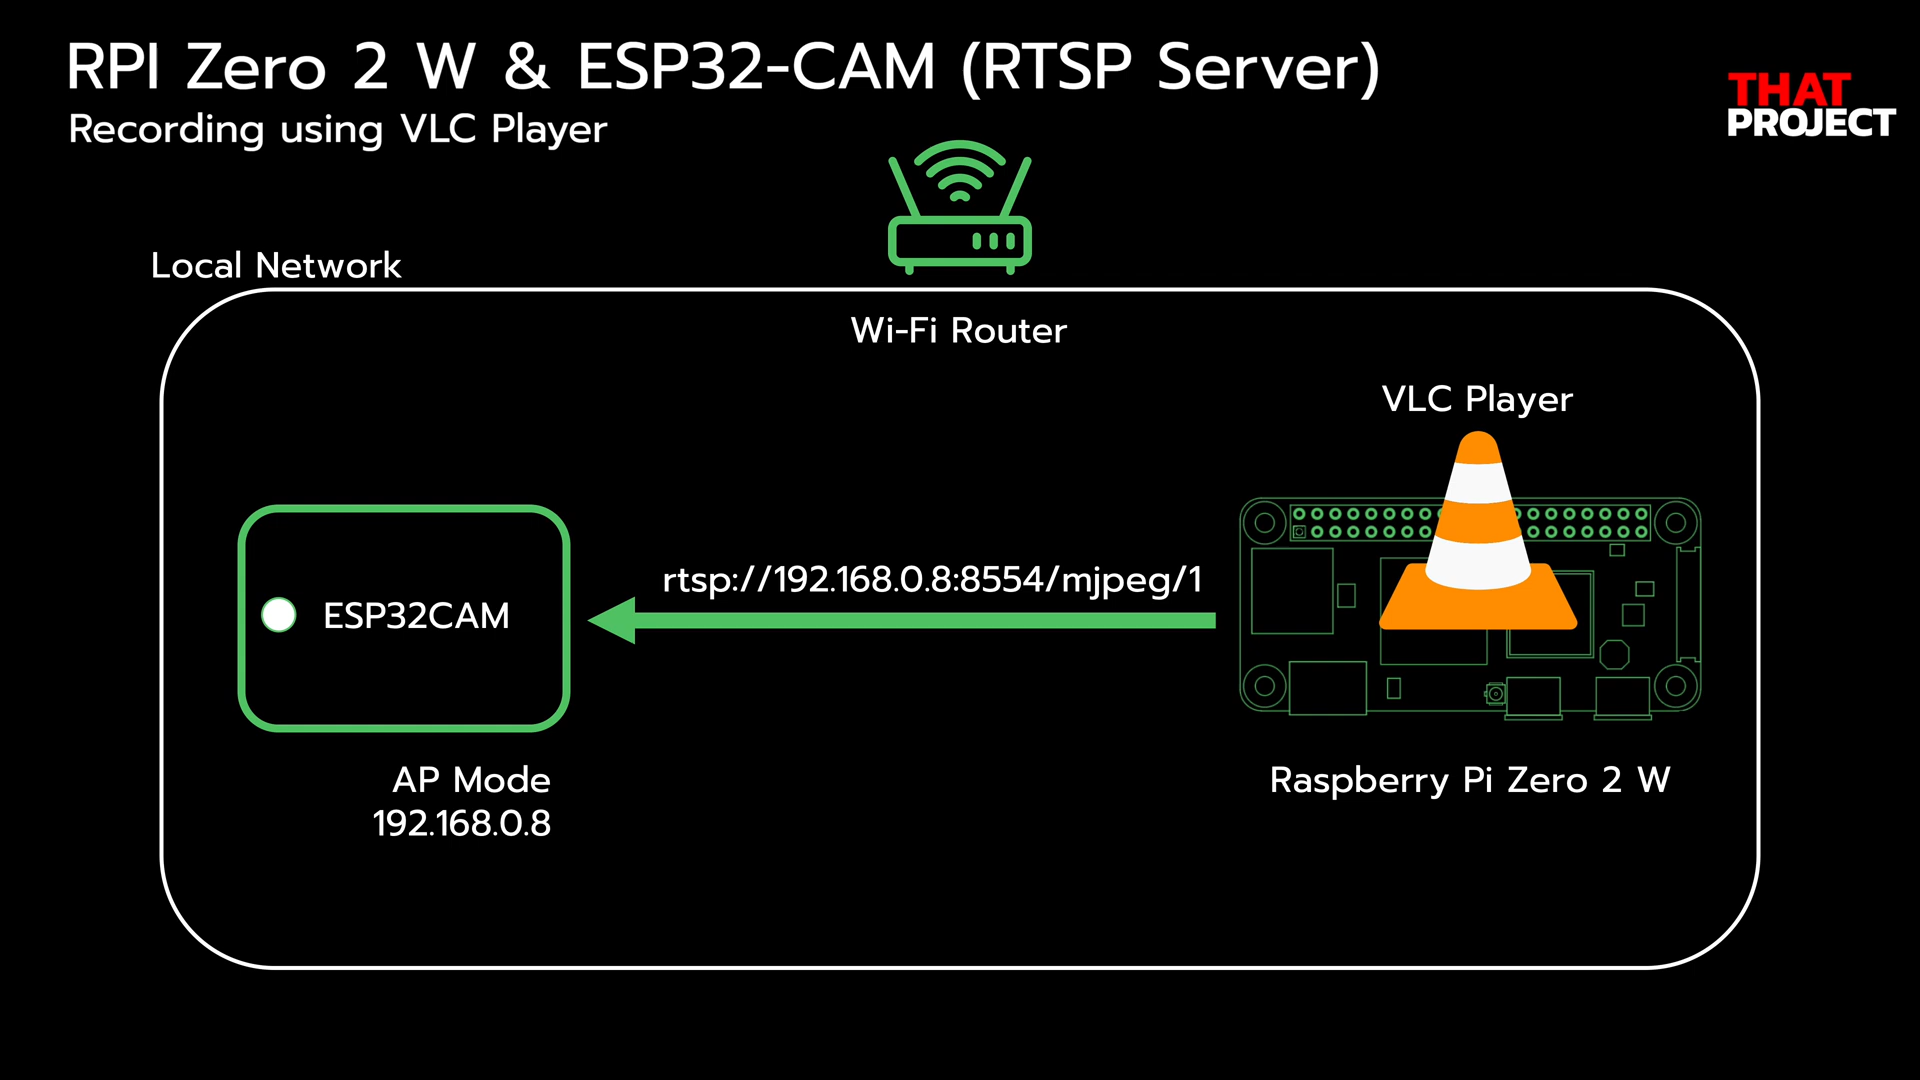 RPI Zero 2 W & ESP32-CAM (RTSP Server)
Recording using VLC Player
THAT
PROJECT
Local Network
Wi-Fi Router
VLC Player
rtsp://192.168.0.8:8554/mjpeg/1
ESP32CAM
AP Mode
192.168.0.8
Raspberry Pi Zero 2 W